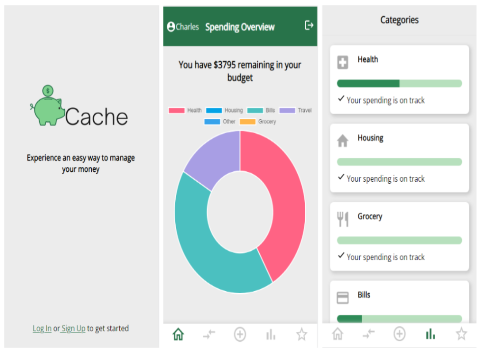 Cache
Experience an easy way to manage
your money
Log In or Sign Up to get started
Charles
Spending Overview
You have $3795 remaining in your
budget
Health
Housing
Bills
Travel
Other
Grocery
Categories
Health
Your spending is on track
Housing
Your spending is on track
Grocery
Your spending is on track
Bills